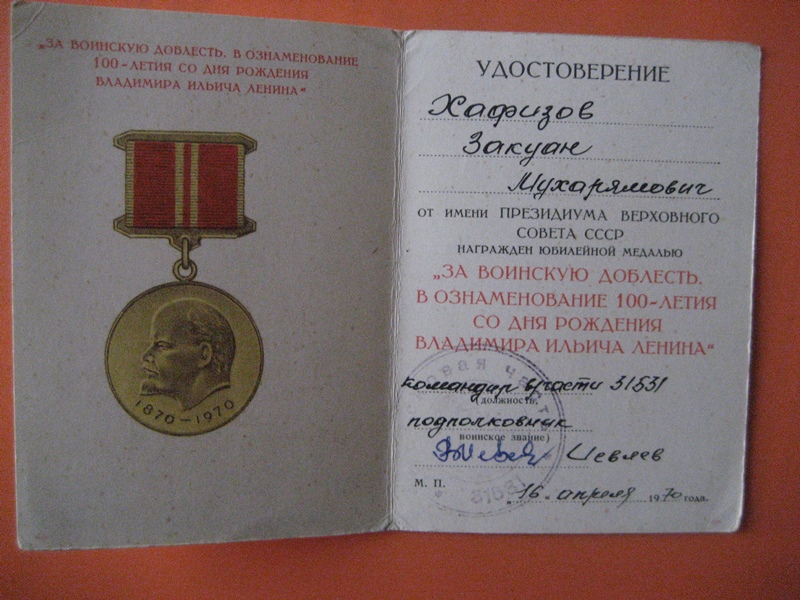 „ЗА ВОИНСКУЮ ДОБЛЕСТЬ. В ОЗНАМЕНОВАНИЕ
100-ЛЕТИЯ СО ДНЯ РОЖДЕНИЯ
ВЛАДИМИРА ИЛЬИЧА ЛЕНИНА“
1870–1970
УДОСТОВЕРЕНИЕ
Хафизов
Закуан
Мухарямович
ОТ ИМЕНИ ПРЕЗИДИУМА ВЕРХОВНОГО
СОВЕТА СССР
НАГРАЖДЕН ЮБИЛЕЙНОЙ МЕДАЛЬЮ
„ЗА ВОИНСКУЮ ДОБЛЕСТЬ.
В ОЗНАМЕНОВАНИЕ 100-ЛЕТИЯ
СО ДНЯ РОЖДЕНИЯ
ВЛАДИМИРА ИЛЬИЧА ЛЕНИНА“
командир в/части 31531
(должность,
подполковник
воинское звание)
М. П.
„16“ апреля 1970 года.